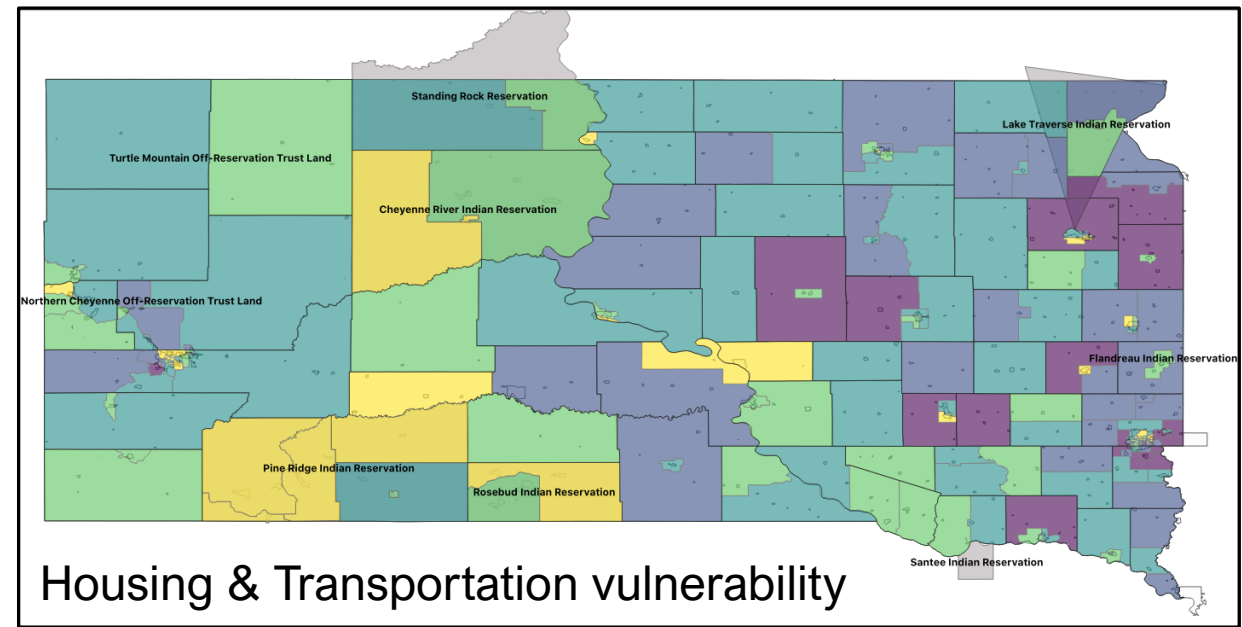 Standing Rock Reservation
Lake Traverse Indian Reservation
Turtle Mountain Off-Reservation Trust Land
Cheyenne River Indian Reservation
Northern Cheyenne Off-Reservation Trust Land
Flandreau Indian Reservation
Pine Ridge Indian Reservation
Rosebud Indian Reservation
Santee Indian Reservation
Housing & Transportation vulnerability